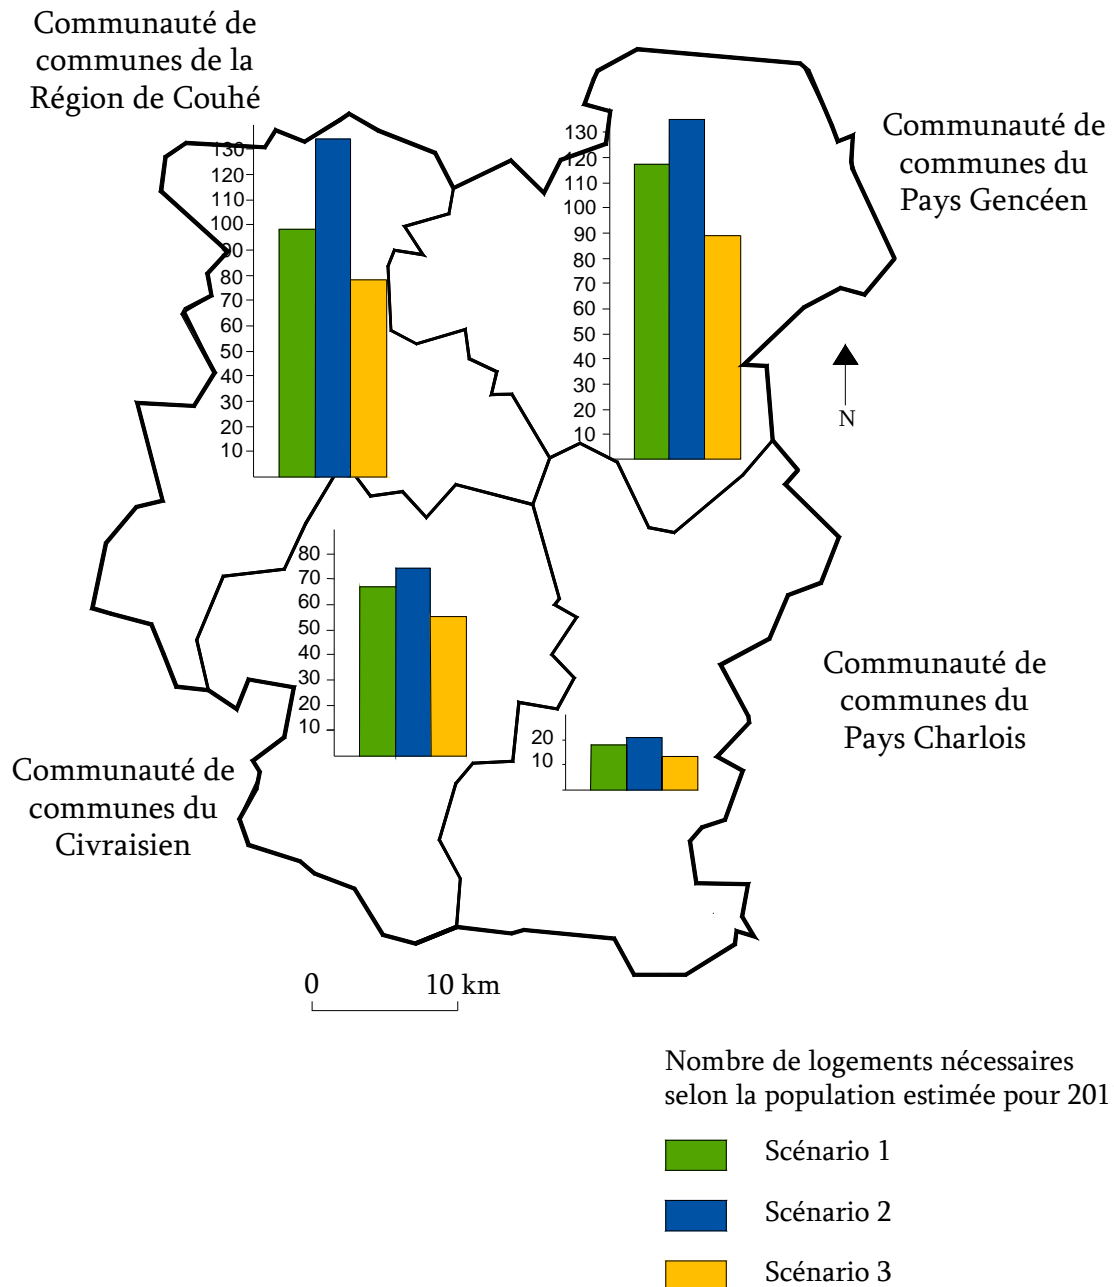 Communauté de
communes de la
Région de Couhé
Communauté de
communes du
Pays Gencéen
130
120
110
100
90
80
70
60
50
40
30
20
10
130
120
110
100
90
80
70
60
50
40
30
20
10
N
80
70
60
50
40
30
20
10
Communauté de
communes du
Pays Charlois
20
10
Communauté de
communes du
Civraisien
0 10 km
Nombre de logements nécessaires
selon la population estimée pour 201
Scénario 1
Scénario 2
Scénario 3